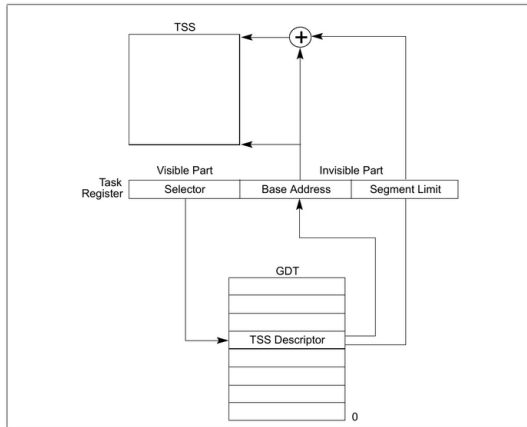 TSS
+
Visible Part Invisible Part
Task
Register
Selector Base Address Segment Limit
GDT
TSS Descriptor
0